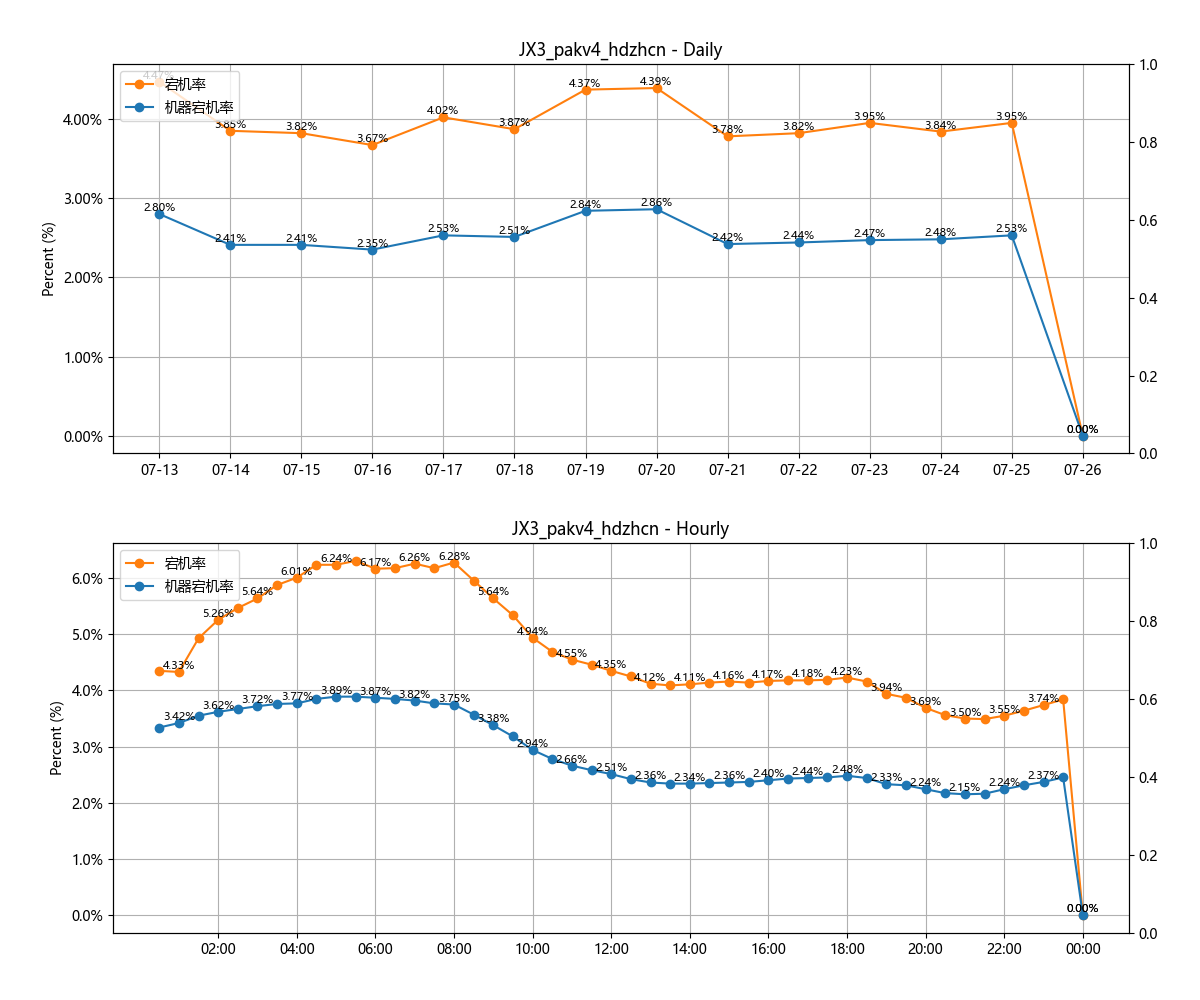 JX3_pakv4_hdzhcn - Daily
宕机率
机器宕机率
4.47% 3.85% 3.82% 3.67% 4.02% 3.87% 4.37% 4.39% 3.78% 3.82% 3.95% 3.84% 3.95% 0.00%
2.80% 2.41% 2.41% 2.35% 2.53% 2.51% 2.84% 2.86% 2.42% 2.44% 2.47% 2.48% 2.53% 0.00%
Percent (%)
4.00%
3.00%
2.00%
1.00%
0.00%
1.0
0.8
0.6
0.4
0.2
0.0
07-13 07-14 07-15 07-16 07-17 07-18 07-19 07-20 07-21 07-22 07-23 07-24 07-25 07-26
JX3_pakv4_hdzhcn - Hourly
宕机率
机器宕机率
4.33% 5.26% 5.64% 6.01% 6.24% 6.17% 6.26% 6.28% 5.64% 4.94% 4.55% 4.35% 4.12% 4.11% 4.16% 4.17% 4.18% 4.23% 3.94% 3.69% 3.50% 3.55% 3.74% 0.00%
3.42% 3.62% 3.72% 3.77% 3.89% 3.87% 3.82% 3.75% 3.38% 2.94% 2.66% 2.51% 2.36% 2.34% 2.36% 2.40% 2.44% 2.48% 2.33% 2.24% 2.15% 2.24% 2.37% 0.00%
Percent (%)
6.0%
5.0%
4.0%
3.0%
2.0%
1.0%
0.0%
1.0
0.8
0.6
0.4
0.2
0.0
02:00 04:00 06:00 08:00 10:00 12:00 14:00 16:00 18:00 20:00 22:00 00:00